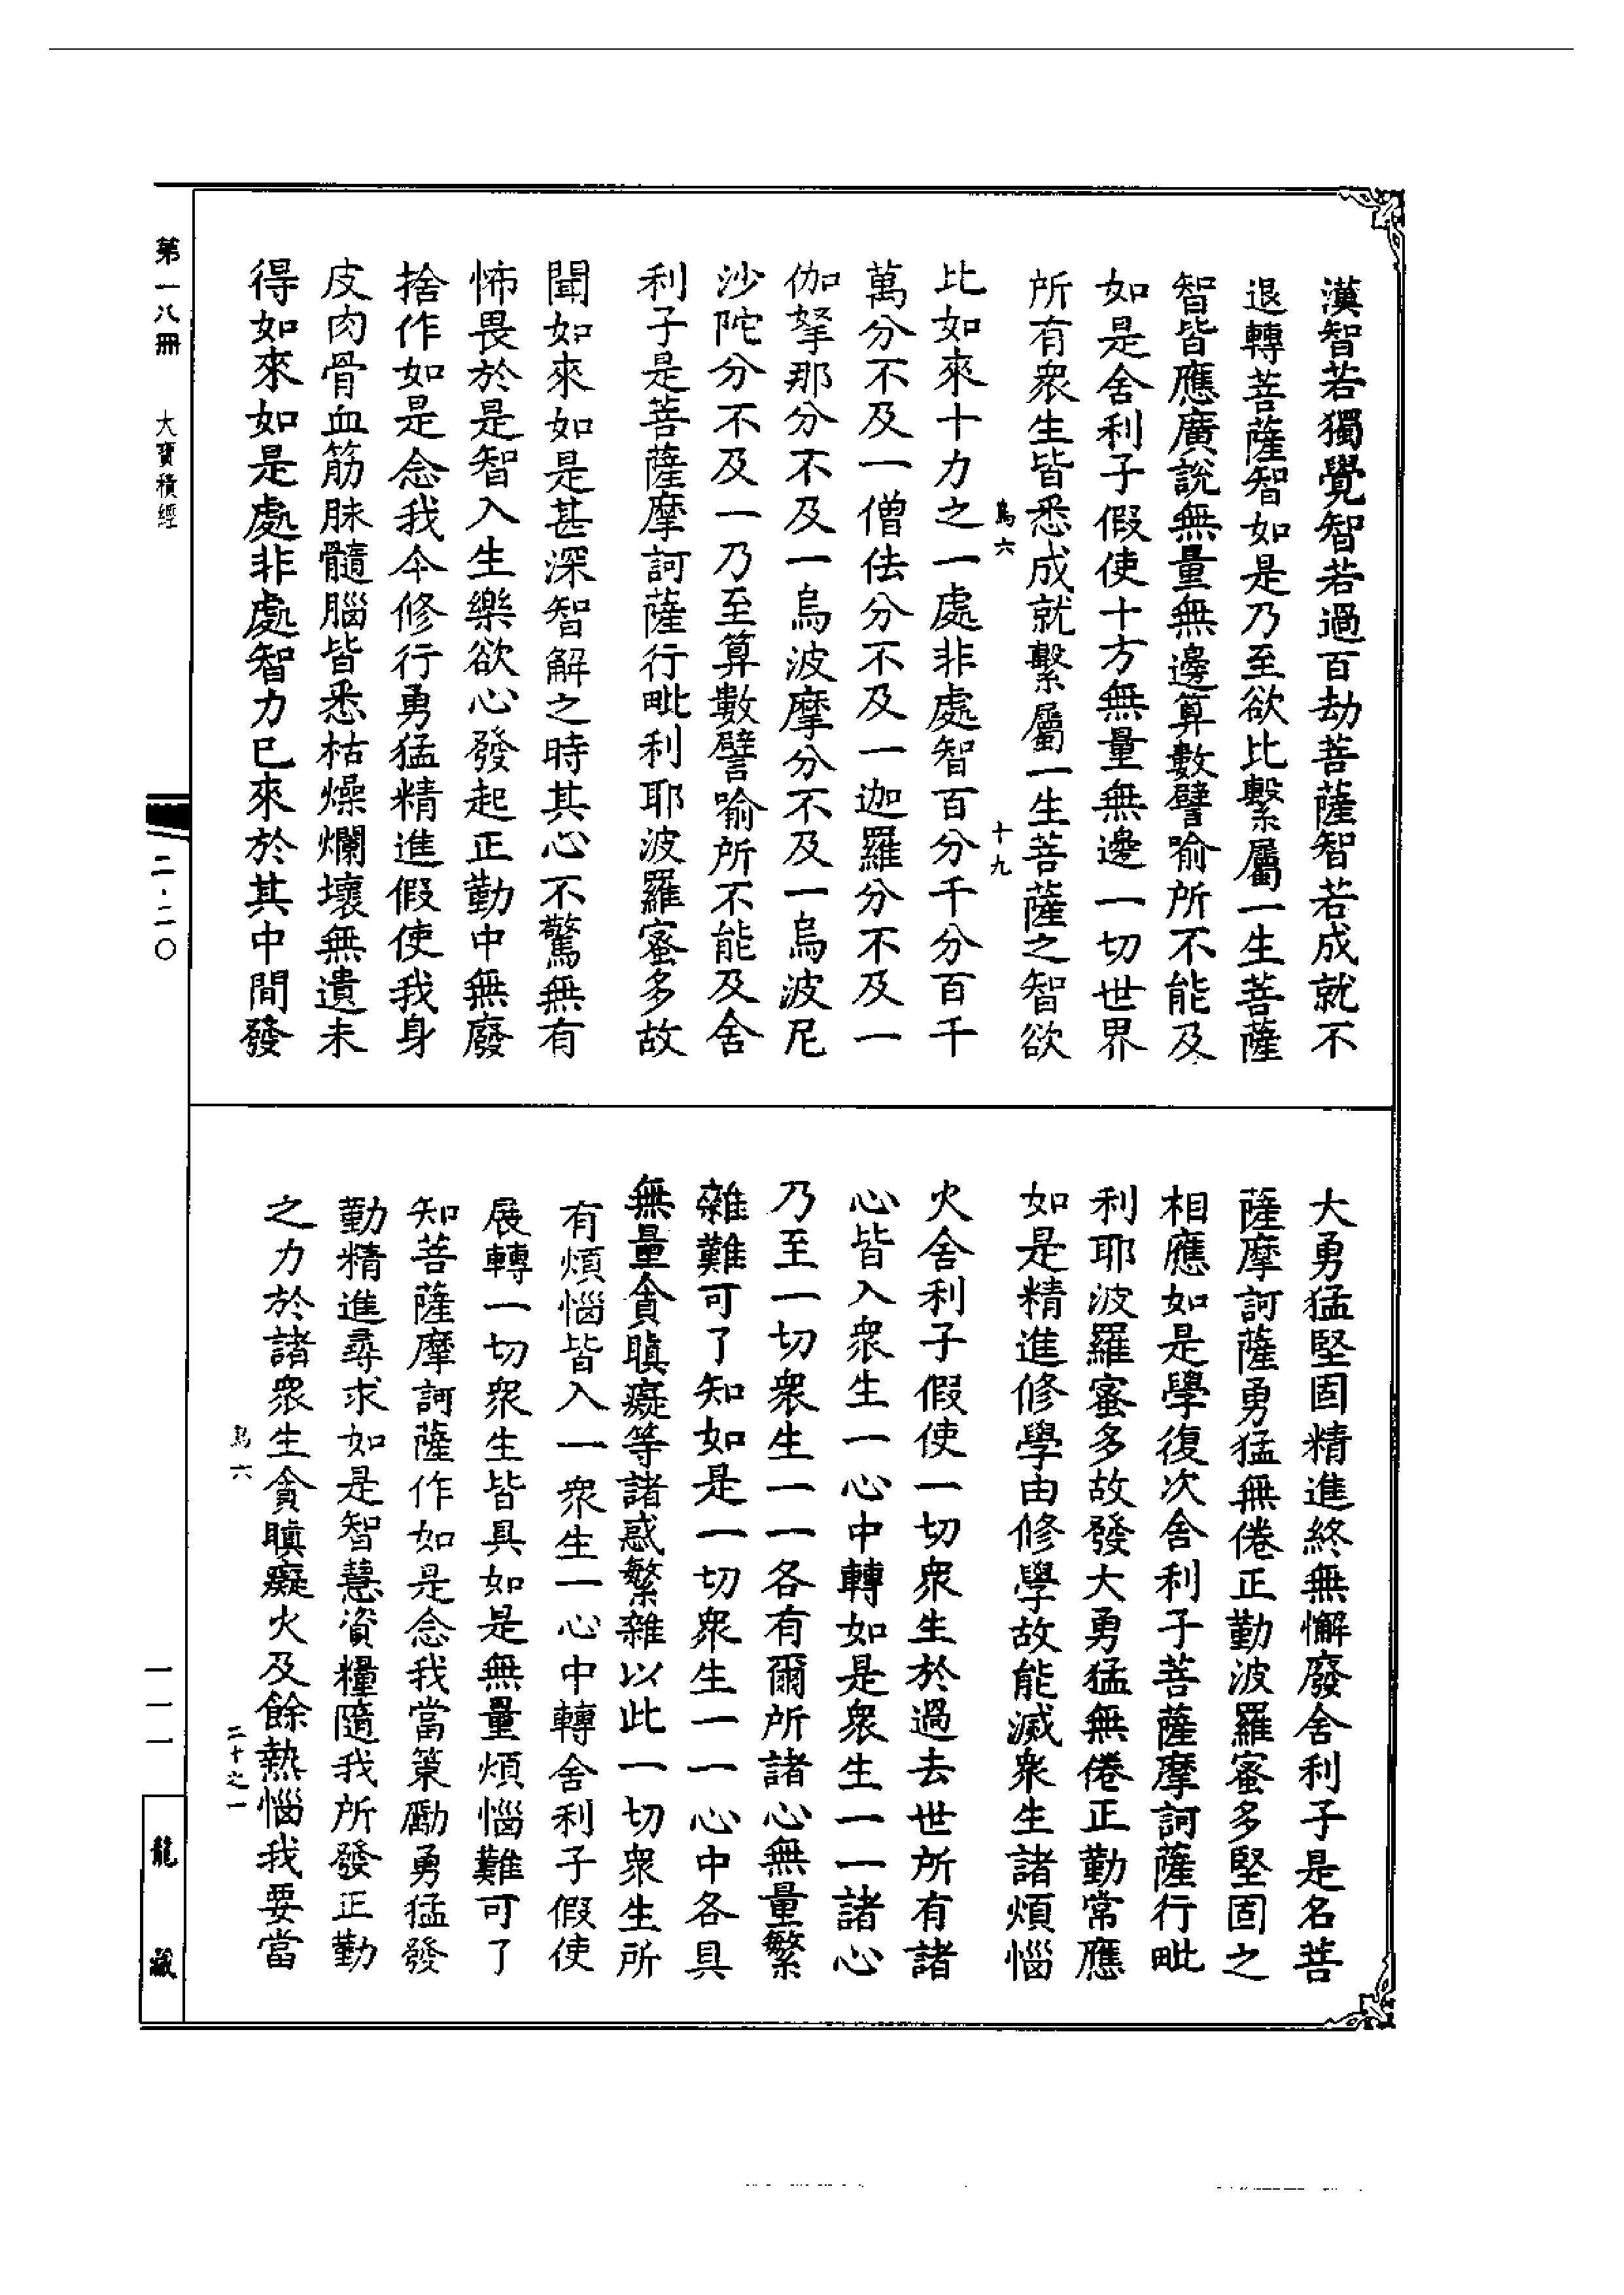 漢智若獨覺智若過百劫菩薩智若成就不
退轉菩薩智如是乃至欲比繫屬一生菩薩
智皆應廣說無量無邊算數譬喻所不能及
如是舍利子假使十方無量無邊一切世界
所有衆生皆悉成就繫屬一生菩薩之智欲
鳥六 十九
比如來十力之一處非處智百分千分百千
萬分不及一僧佉分不及一迦羅分不及一
伽拏那分不及一烏波摩分不及一烏波尼
沙陀分不及一乃至算數譬喻所不能及舍
利子是菩薩摩訶薩行毗利耶波羅蜜多故
聞如來如是甚深智解之時其心不驚無有
怖畏於是智入生樂欲心發起正勤中無廢
捨作如是念我今修行勇猛精進假使我身
皮肉骨血筋脉髓腦皆悉枯燥爛壞無遺未
得如來如是處非處智力已來於其中間發
大勇猛堅固精進終無懈廢舍利子是名菩
薩摩訶薩勇猛無倦正勤波羅蜜多堅固之
相應如是學復次舍利子菩薩摩訶薩行毗
利耶波羅蜜多故發大勇猛無倦正勤常應
如是精進修學由修學故能滅衆生諸煩惱
火舍利子假使一切衆生於過去世所有諸
心皆入衆生一心中轉如是衆生一一諸心
乃至一切衆生一一各有爾所諸心無量繁
雜難可了知如是一切衆生一一心中各具
無量貪瞋癡等諸惑繁雜以此一切衆生所
有煩惱皆入一衆生一心中轉舍利子假使
展轉一切衆生皆具如是無量煩惱難可了
知菩薩摩訶薩作如是念我當策勵勇猛發
勤精進尋求如是智慧資糧隨我所發正勤
之力於諸衆生貪瞋癡火及餘熱惱我要當
鳥六 二十之一
第一八冊 大寶積經 二·二〇 一一一 龍藏